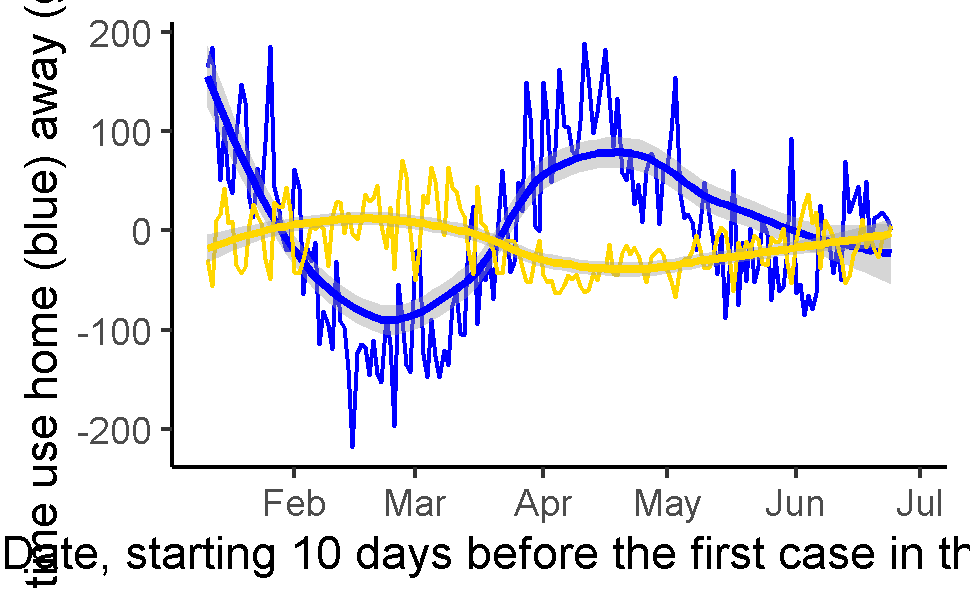 time use home (blue) away (
200
100
0
-100
-200
Feb Mar Apr May Jun Jul
Date, starting 10 days before the first case in th